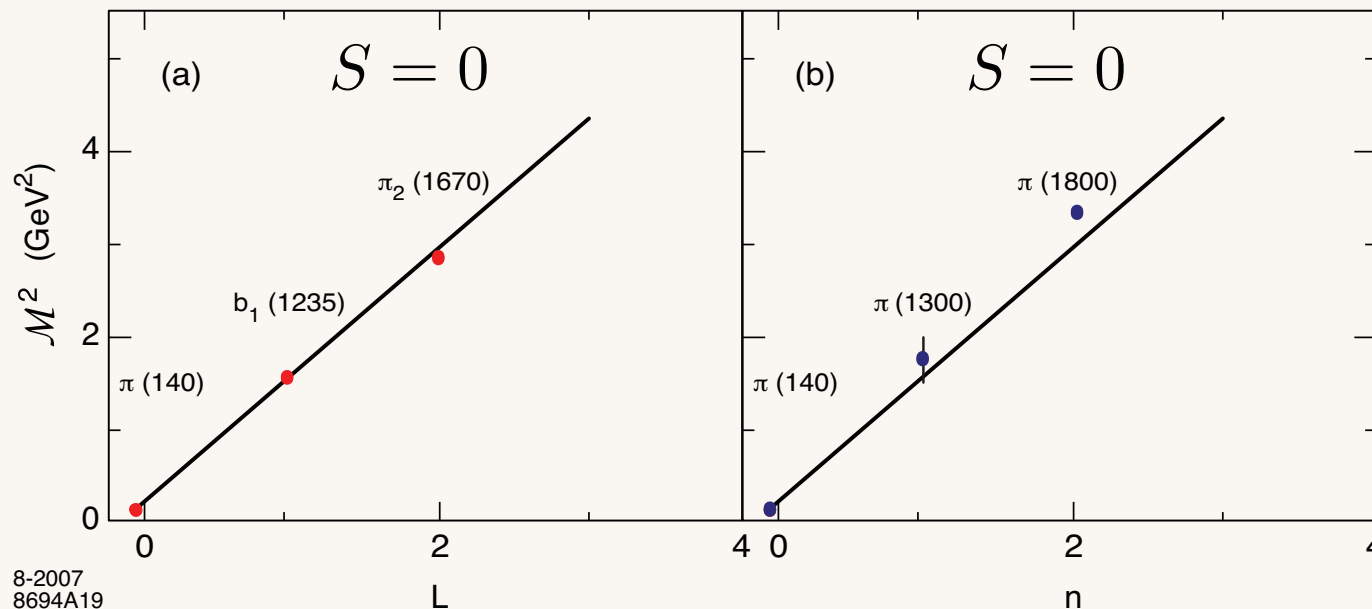 (a)
S = 0
(b)
S = 0
4
2
0
ℳ² (GeV²)
π₂ (1670)
b₁ (1235)
π (140)
π (1800)
π (1300)
π (140)
0
2
4
0
2
4
L
n
8-2007
8694A19